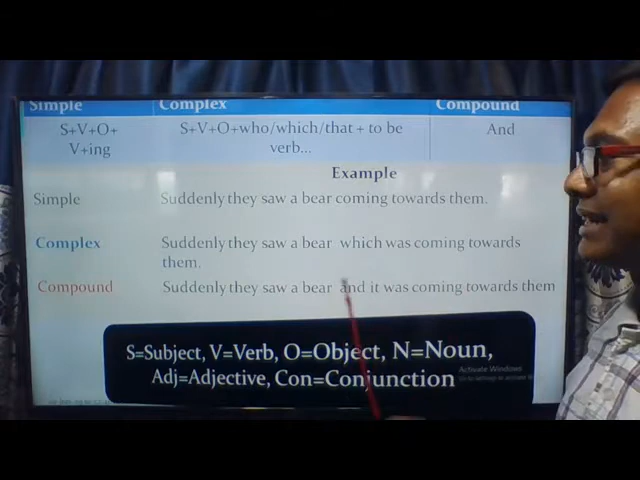 Simple Complex Compound
S+V+O+ S+V+O+who/which/that + to be And
V+ing verb...
Example
Simple Suddenly they saw a bear coming towards them.
Complex Suddenly they saw a bear which was coming towards
them.
Compound Suddenly they saw a bear and it was coming towards them
S=Subject, V=Verb, O=Object, N=Noun,
Adj=Adjective, Con=Conjunction
Activate Windows